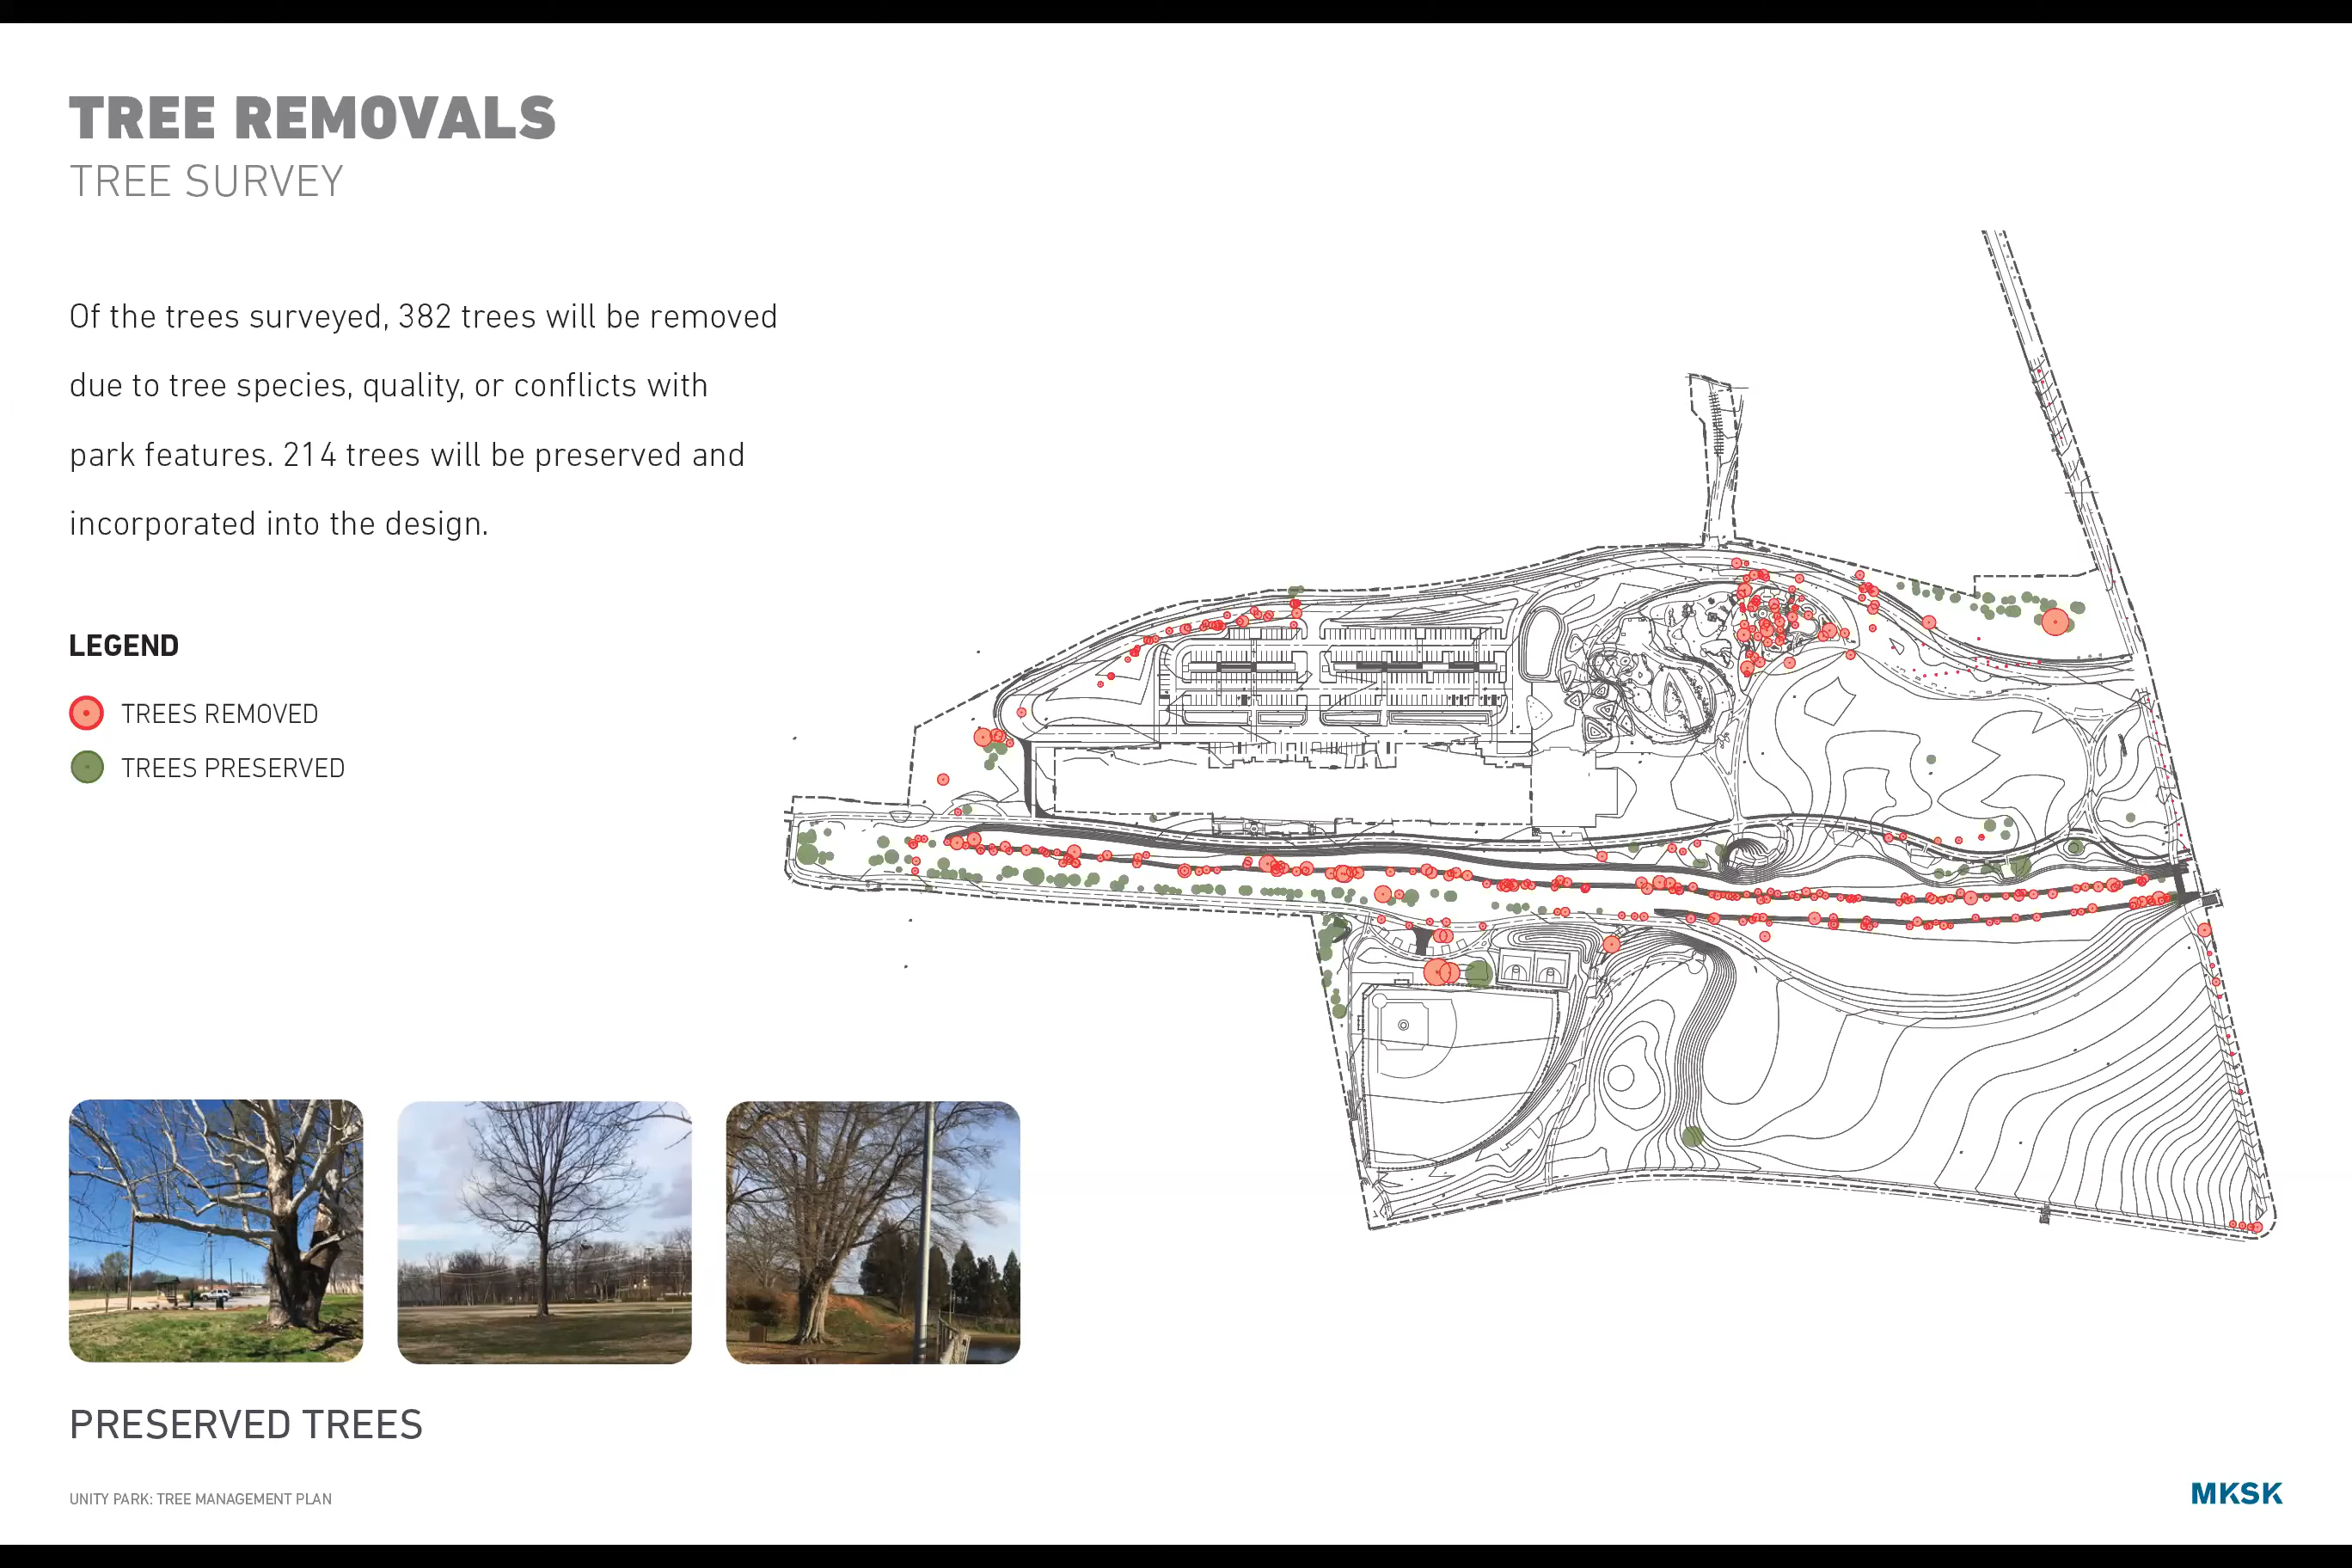 TREE REMOVALS
TREE SURVEY
Of the trees surveyed, 382 trees will be removed
due to tree species, quality, or conflicts with
park features. 214 trees will be preserved and
incorporated into the design.
LEGEND
TREES REMOVED
TREES PRESERVED
PRESERVED TREES
UNITY PARK: TREE MANAGEMENT PLAN
MKSK